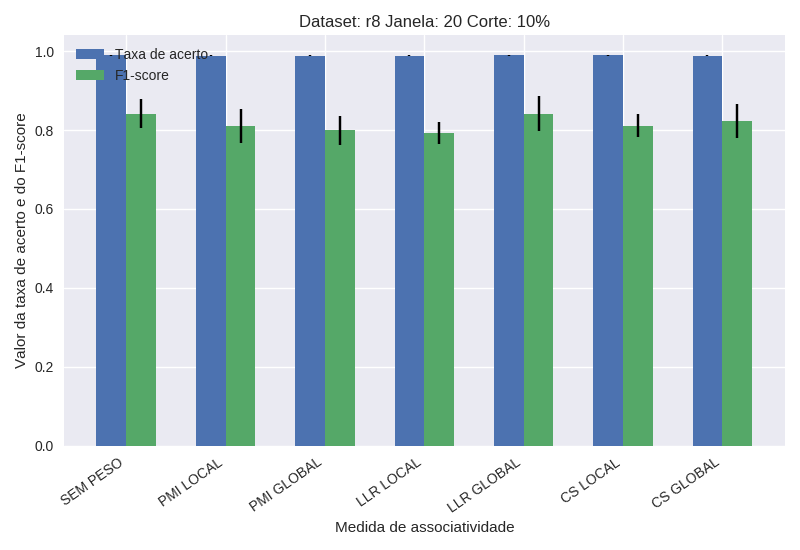 Dataset: r8 Janela: 20 Corte: 10%
Taxa de acerto
F1-score
Valor da taxa de acerto e do F1-score
1.0
0.8
0.6
0.4
0.2
0.0
SEM PESO
PMI LOCAL
PMI GLOBAL
LLR LOCAL
LLR GLOBAL
CS LOCAL
CS GLOBAL
Medida de associatividade